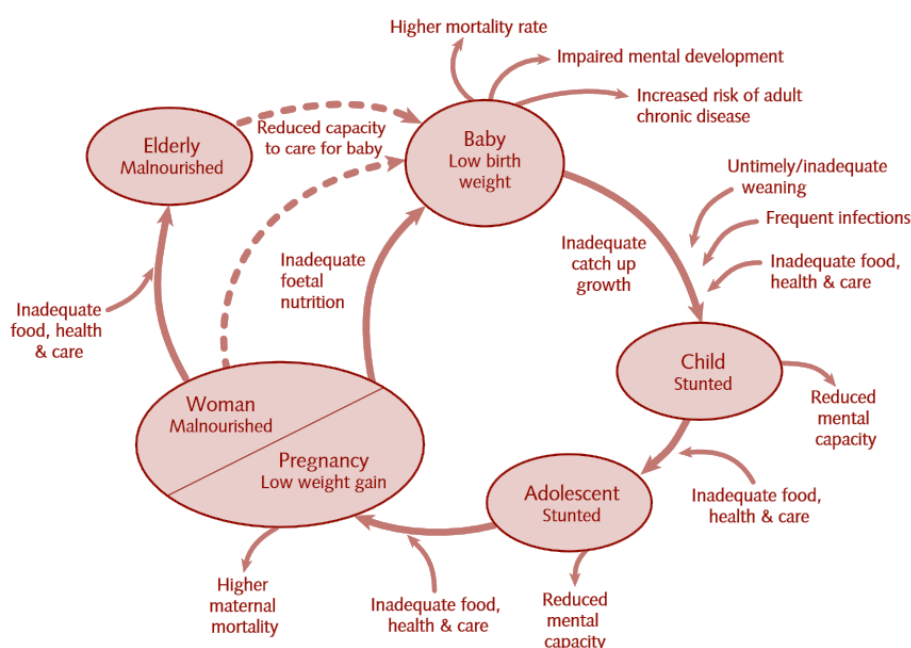 Higher mortality rate
Impaired mental development
Increased risk of adult
chronic disease
Elderly
Malnourished
Reduced capacity
to care for baby
Baby
Low birth
weight
Untimely/inadequate
weaning
Frequent infections
Inadequate food,
health & care
Inadequate
catch up
growth
Inadequate
foetal
nutrition
Inadequate
food, health
& care
Child
Stunted
Reduced
mental
capacity
Woman
Malnourished
Pregnancy
Low weight gain
Adolescent
Stunted
Inadequate food,
health & care
Higher
maternal
mortality
Inadequate food,
health & care
Reduced
mental
capacity